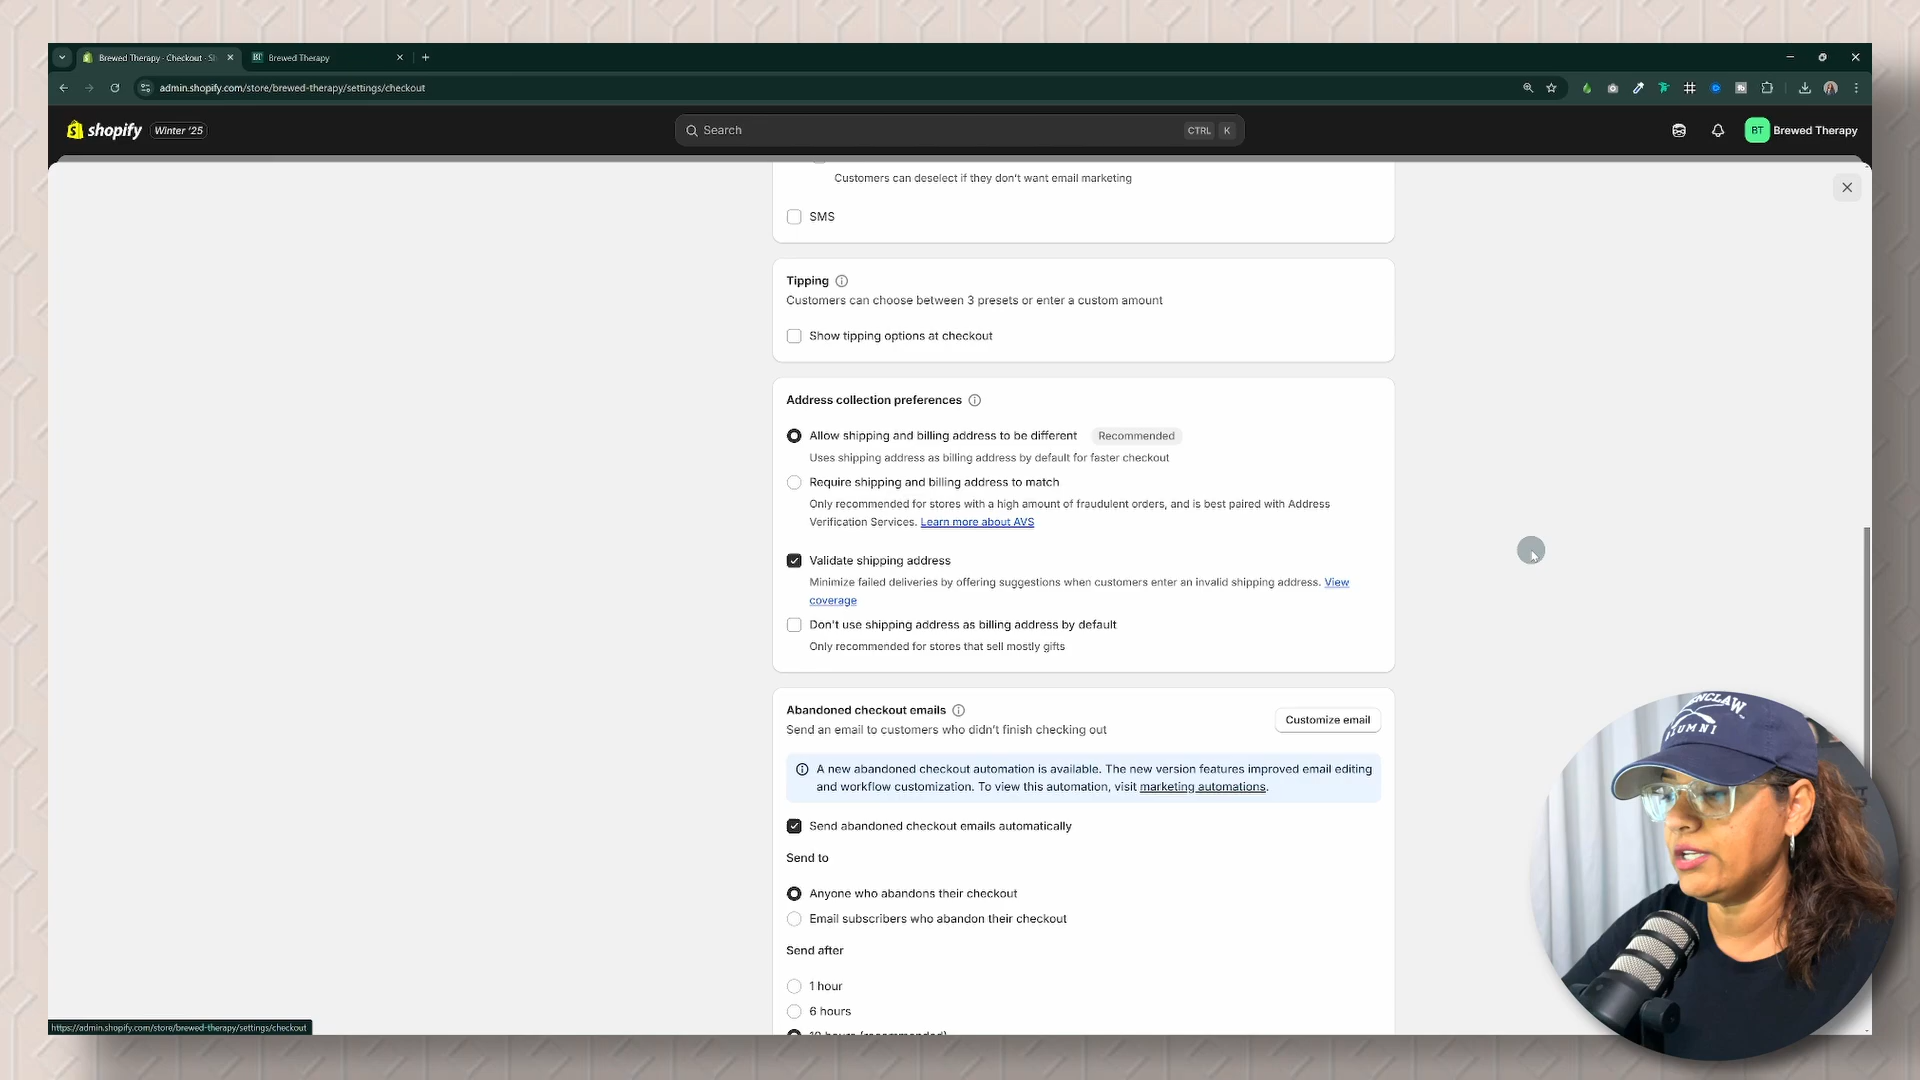 Brewed Therapy - Checkout - Sh
BT Brewed Therapy
admin.shopify.com/store/brewed-therapy/settings/checkout
shopify Winter '25
Search CTRL K
BT Brewed Therapy
Customers can deselect if they don't want email marketing
SMS
Tipping
Customers can choose between 3 presets or enter a custom amount
Show tipping options at checkout
Address collection preferences
Allow shipping and billing address to be different Recommended
Uses shipping address as billing address by default for faster checkout
Require shipping and billing address to match
Only recommended for stores with a high amount of fraudulent orders, and is best paired with Address
Verification Services. Learn more about AVS
Validate shipping address
Minimize failed deliveries by offering suggestions when customers enter an invalid shipping address. View
coverage
Don't use shipping address as billing address by default
Only recommended for stores that sell mostly gifts
Abandoned checkout emails
Customize email
Send an email to customers who didn't finish checking out
A new abandoned checkout automation is available. The new version features improved email editing
and workflow customization. To view this automation, visit marketing automations.
Send abandoned checkout emails automatically
Send to
Anyone who abandons their checkout
Email subscribers who abandon their checkout
Send after
1 hour
6 hours
10 hours (recommended)
https://admin.shopify.com/store/brewed-therapy/settings/checkout
ALUMNI